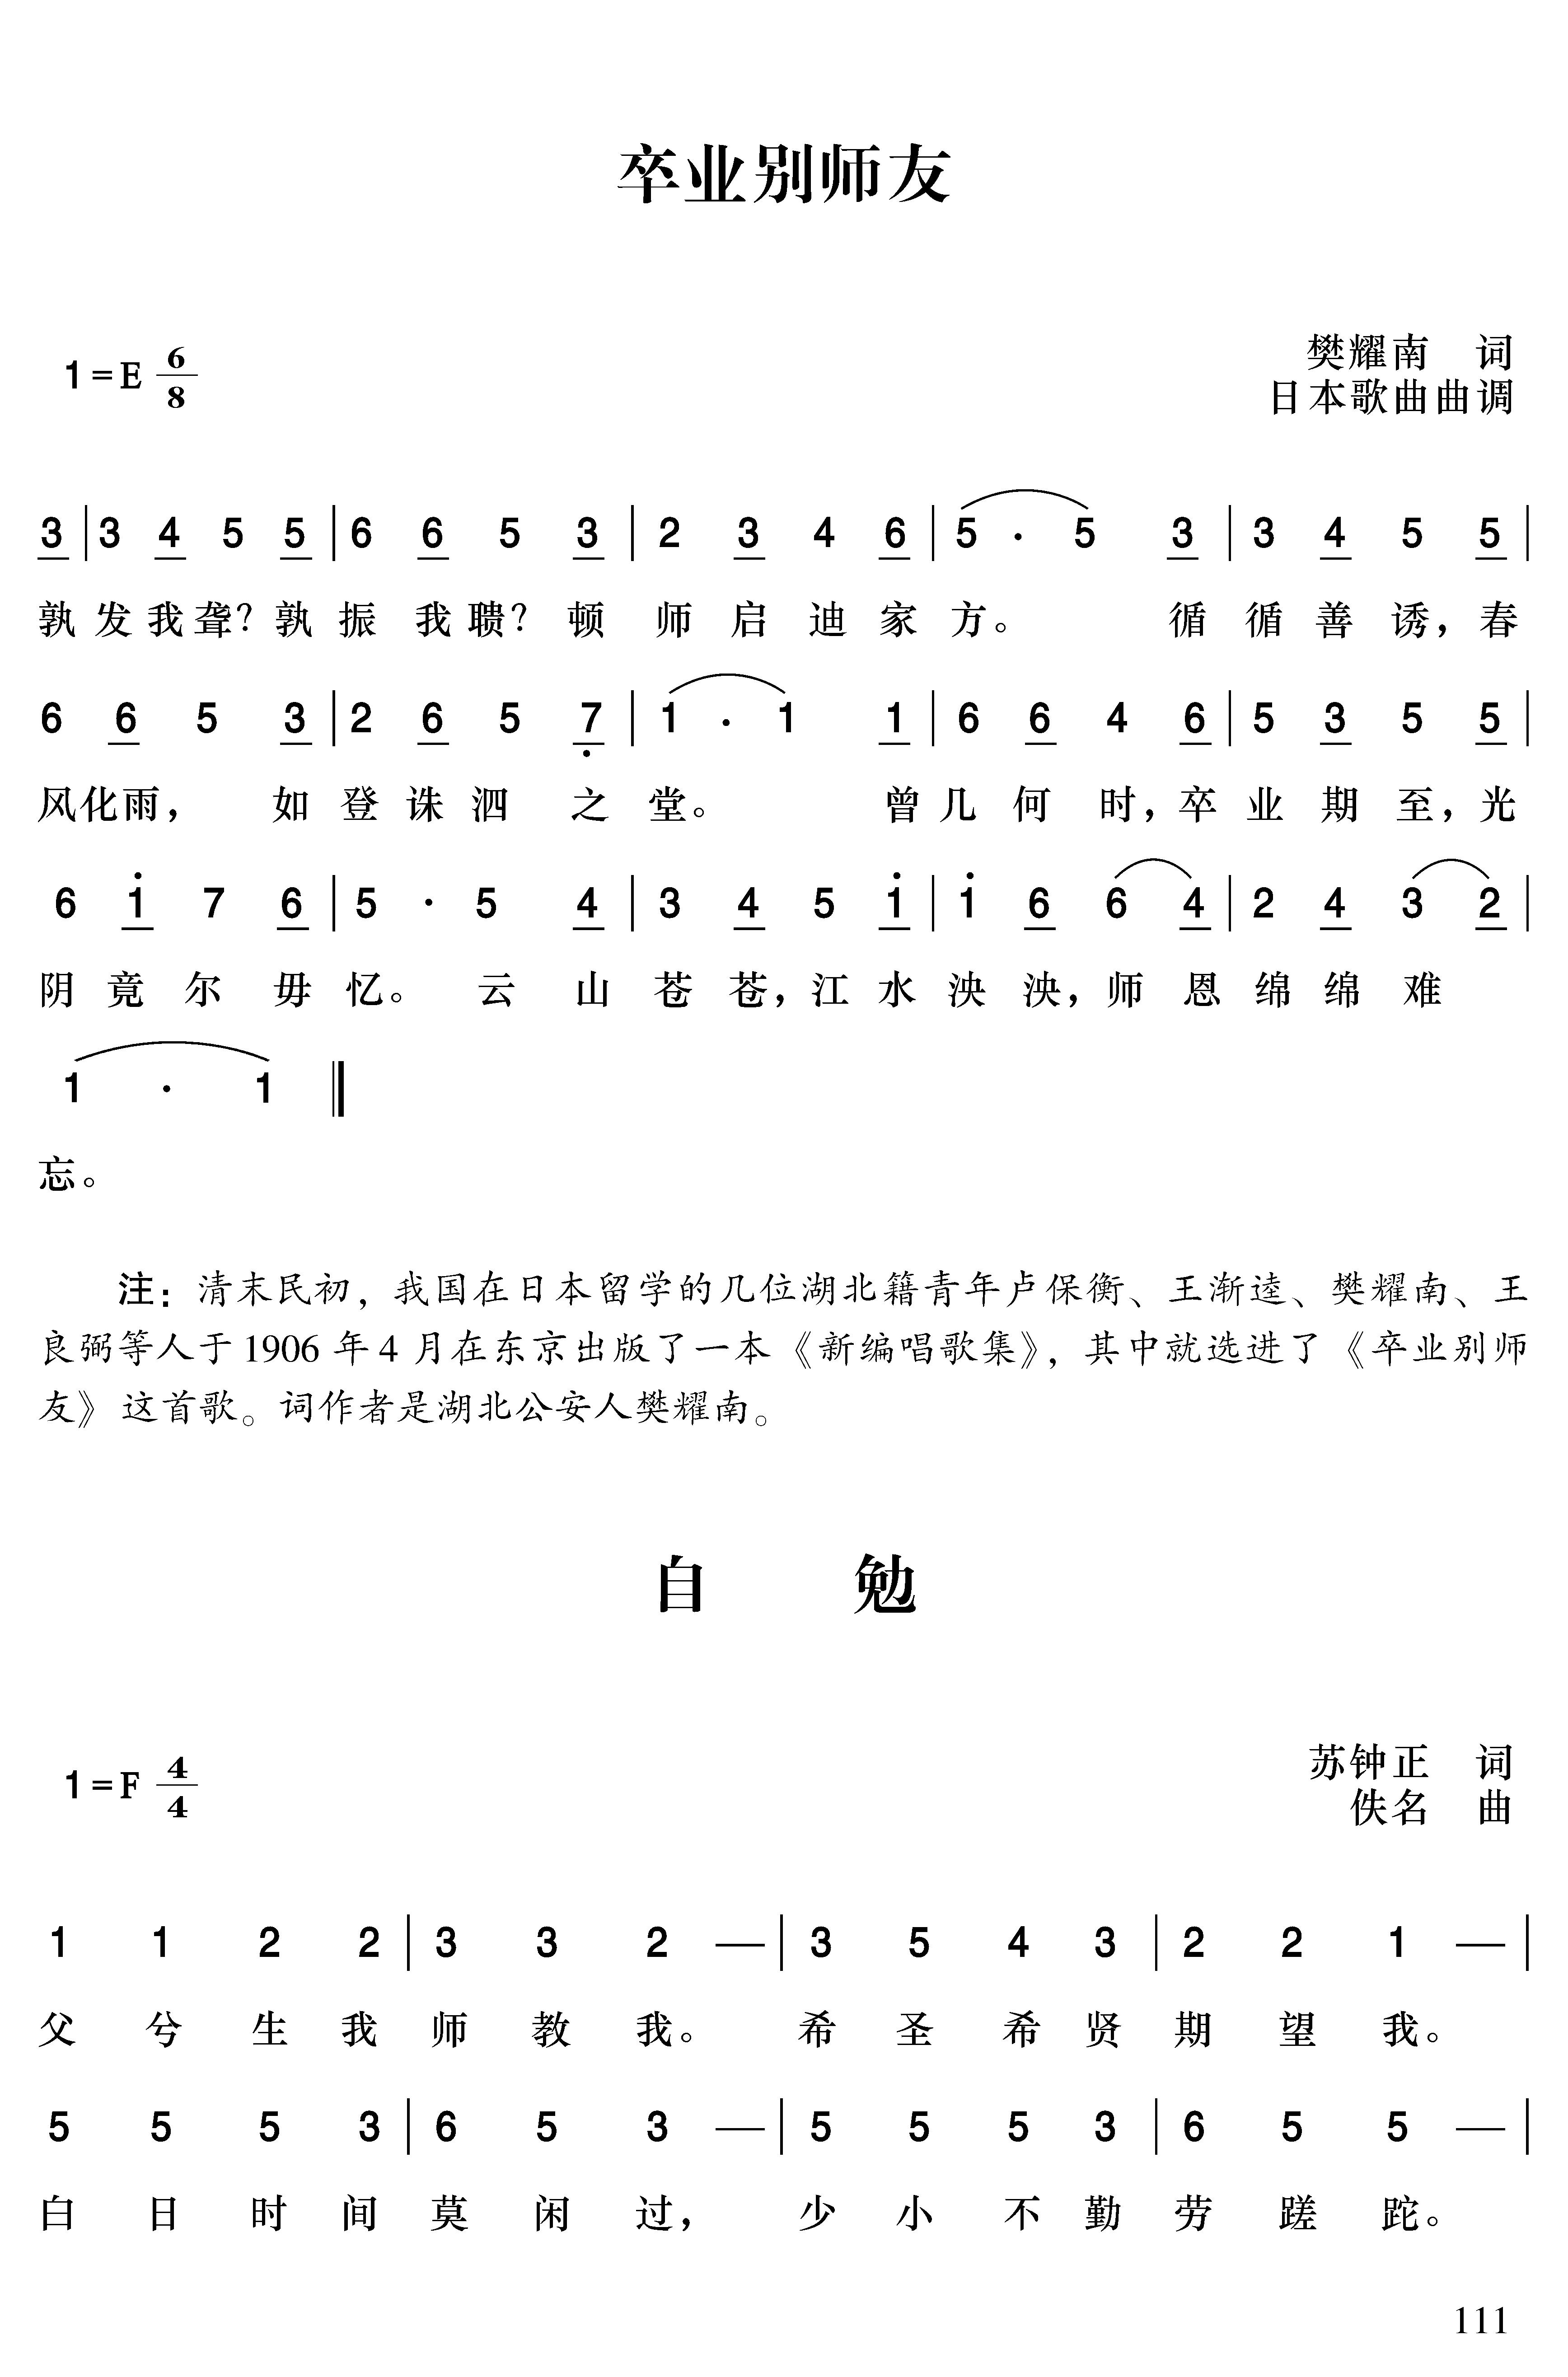 卒业别师友
1=E 6/8
樊耀南 词
日本歌曲曲调
3 | 3 4 5 5 | 6 6 5 3 | 2 3 4 6 | 5 · 5 3 | 3 4 5 5 |
孰发我聋?孰振我聩?顿师启迪家方。循循善诱,春
6 6 5 3 | 2 6 5 7̣ | 1 · 1 1 | 6 6 4 6 | 5 3 5 5 |
风化雨,如登诛泗之堂。曾几何时,卒业期至,光
6 1̇ 7 6 | 5 · 5 4 | 3 4 5 1̇ | 1̇ 6 6 4 | 2 4 3 2 |
阴竟尔毋忆。云山苍苍,江水泱泱,师恩绵绵难
1 · 1 ‖
忘。
注:清末民初,我国在日本留学的几位湖北籍青年卢保衡、王渐逵、樊耀南、王
良弼等人于1906年4月在东京出版了一本《新编唱歌集》,其中就选进了《卒业别师
友》这首歌。词作者是湖北公安人樊耀南。
自 勉
1=F 4/4
苏钟正 词
佚名 曲
1 1 2 2 | 3 3 2 — | 3 5 4 3 | 2 2 1 — |
父兮生我师教我。希圣希贤期望我。
5 5 5 3 | 6 5 3 — | 5 5 5 3 | 6 5 5 — |
白日时间莫闲过,少小不勤劳蹉跎。
111